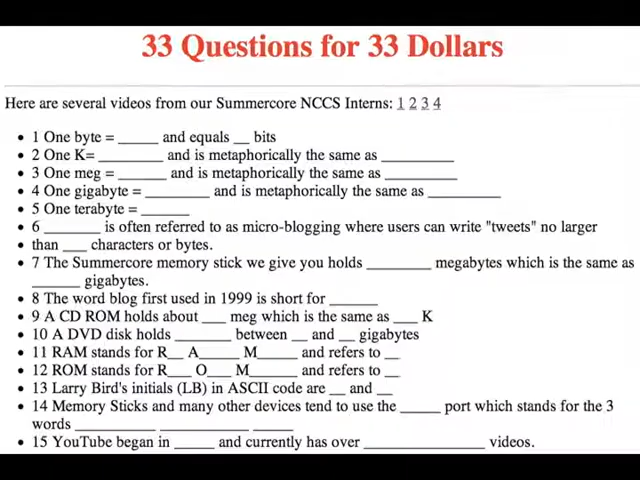 33 Questions for 33 Dollars
Here are several videos from our Summercore NCCS Interns: 1 2 3 4
• 1 One byte = _____ and equals __ bits
• 2 One K= ________ and is metaphorically the same as _________
• 3 One meg = ______ and is metaphorically the same as _________
• 4 One gigabyte = ________ and is metaphorically the same as _________
• 5 One terabyte = ______
• 6 _______ is often referred to as micro-blogging where users can write "tweets" no larger
• than ___ characters or bytes.
• 7 The Summercore memory stick we give you holds ________ megabytes which is the same as
______ gigabytes.
• 8 The word blog first used in 1999 is short for ______
• 9 A CD ROM holds about ___ meg which is the same as ___ K
• 10 A DVD disk holds _______ between __ and __ gigabytes
• 11 RAM stands for R__ A_____ M_____ and refers to __
• 12 ROM stands for R___ O___ M_____ and refers to __
• 13 Larry Bird's initials (LB) in ASCII code are __ and __
• 14 Memory Sticks and many other devices tend to use the _____ port which stands for the 3
words __________ ___________ _____
• 15 YouTube began in _____ and currently has over _______________ videos.